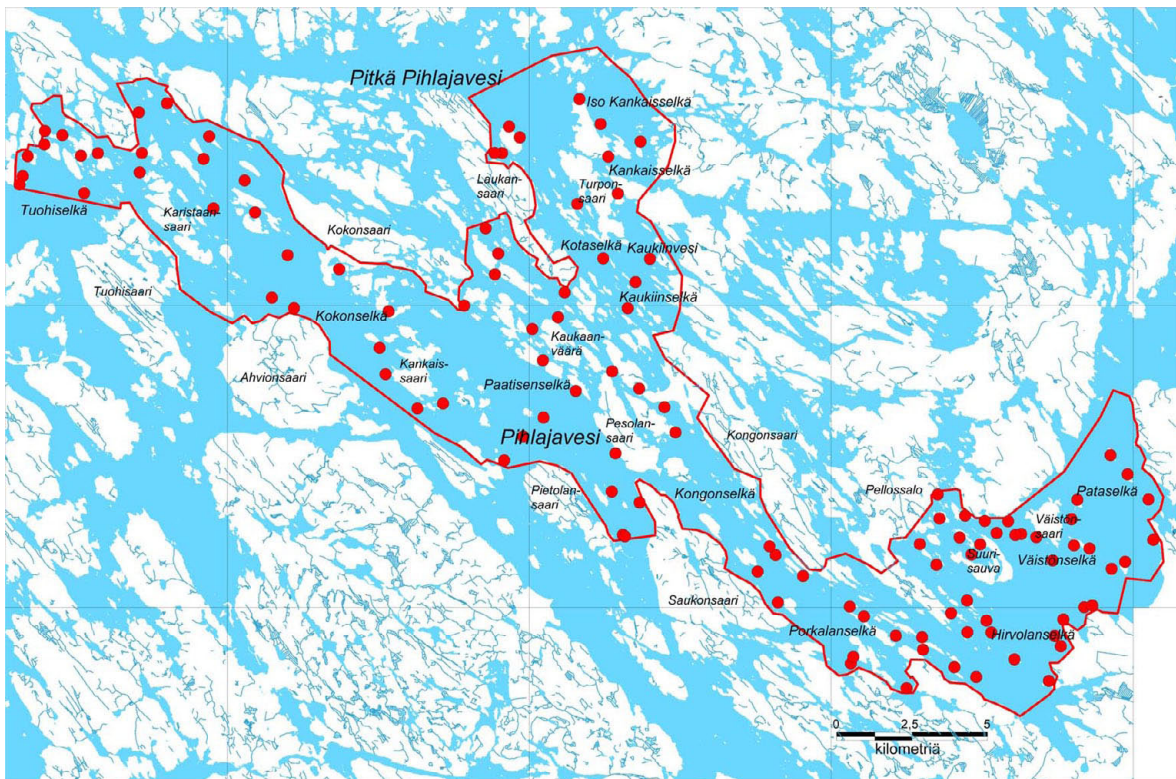 Pitkä Pihlajavesi
Iso Kankaisselkä
Kankaisselkä
Laukan-
saari
Turpon-
saari
Tuohiselkä
Karistaan-
saari
Kokonsaari
Kotaselkä
Kaukiinvesi
Tuohisaari
Kaukiinselkä
Kokonselkä
Kaukaan-
väärä
Ahvionsaari
Kankais-
saari
Paatisenselkä
Pihlajavesi
Pesolan-
saari
Kongonsaari
Pietolan-
saari
Kongonselkä
Pellossalo
Pataselkä
Väistön-
saari
Suuri-
sauva
Väistönselkä
Saukonsaari
Porkalanselkä
Hirvolanselkä
0 2,5 5
kilometriä